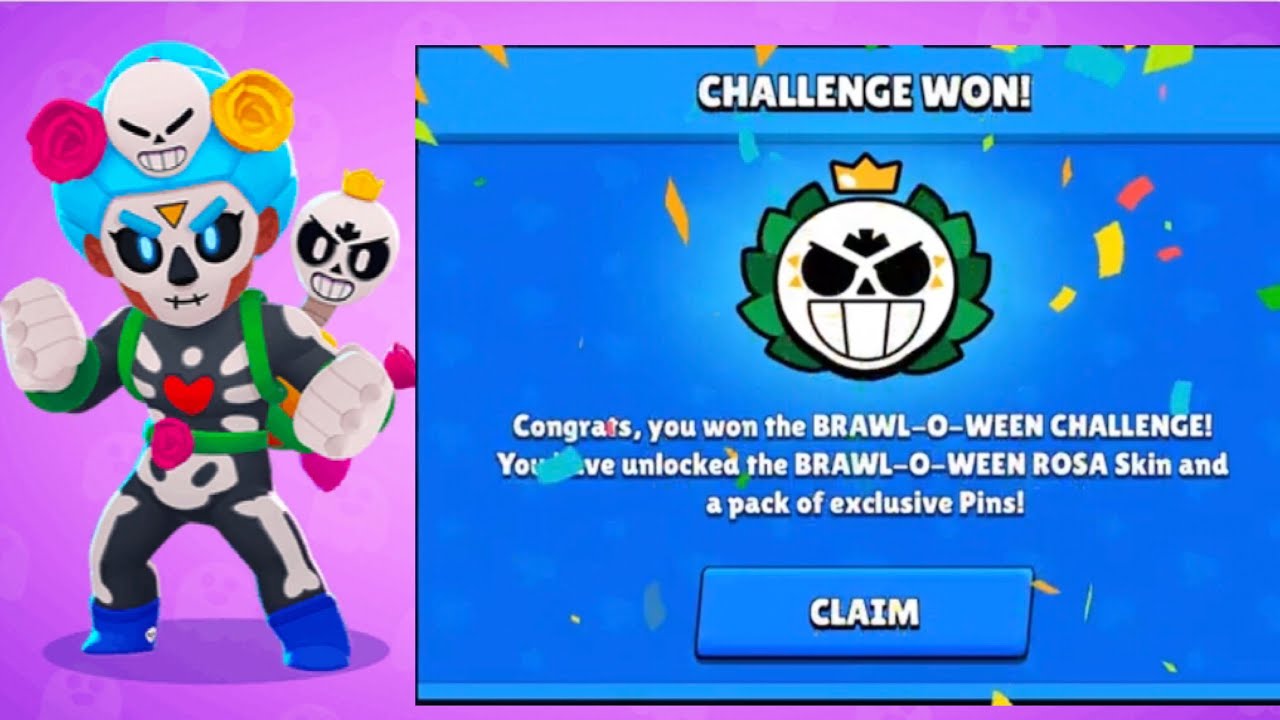 CHALLENGE WON!
Congrats, you won the BRAWL-O-WEEN CHALLENGE!
You have unlocked the BRAWL-O-WEEN ROSA Skin and
a pack of exclusive Pins!
CLAIM